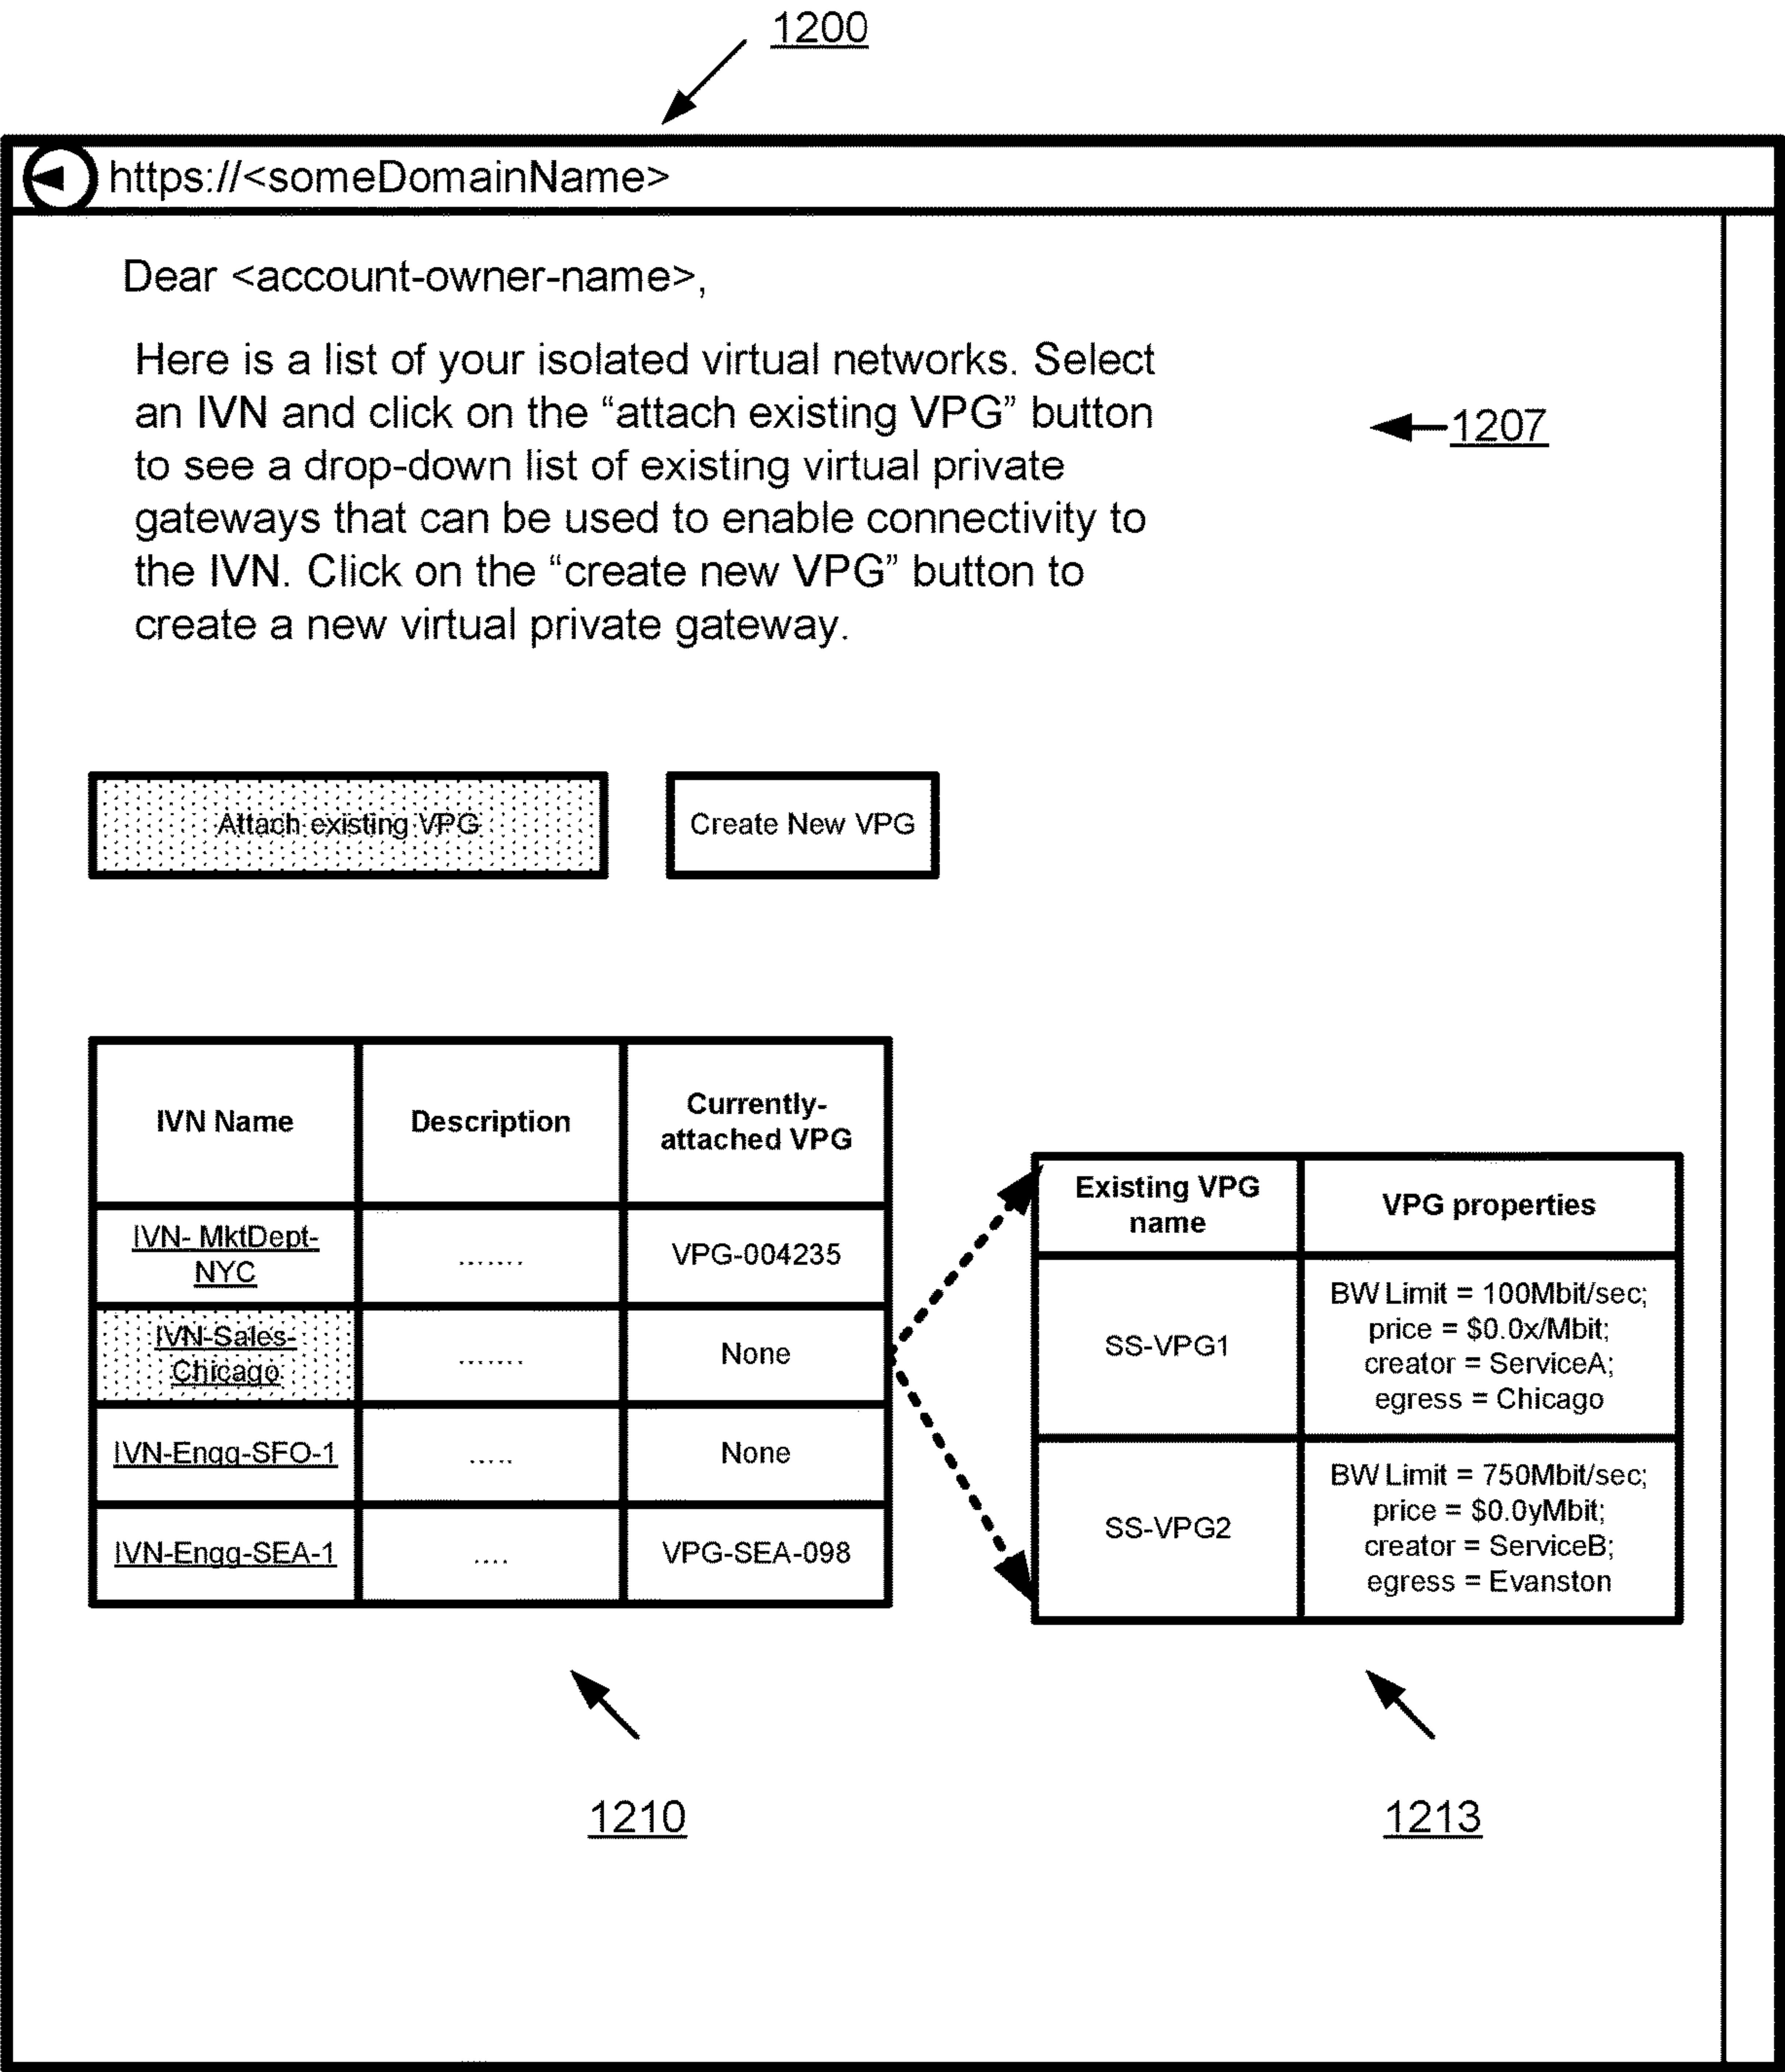 1200
https://<someDomainName>
Dear <account-owner-name>,
Here is a list of your isolated virtual networks. Select
an IVN and click on the “attach existing VPG” button
to see a drop-down list of existing virtual private
gateways that can be used to enable connectivity to
the IVN. Click on the “create new VPG” button to
create a new virtual private gateway.
1207
Attach existing VPG
Create New VPG
IVN Name
Description
Currently-
attached VPG
IVN- MktDept-
NYC
.......
VPG-004235
IVN-Sales-
Chicago
.......
None
IVN-Engg-SFO-1
.....
None
IVN-Engg-SEA-1
....
VPG-SEA-098
Existing VPG
name
VPG properties
SS-VPG1
BW Limit = 100Mbit/sec;
price = $0.0x/Mbit;
creator = ServiceA;
egress = Chicago
SS-VPG2
BW Limit = 750Mbit/sec;
price = $0.0yMbit;
creator = ServiceB;
egress = Evanston
1210
1213